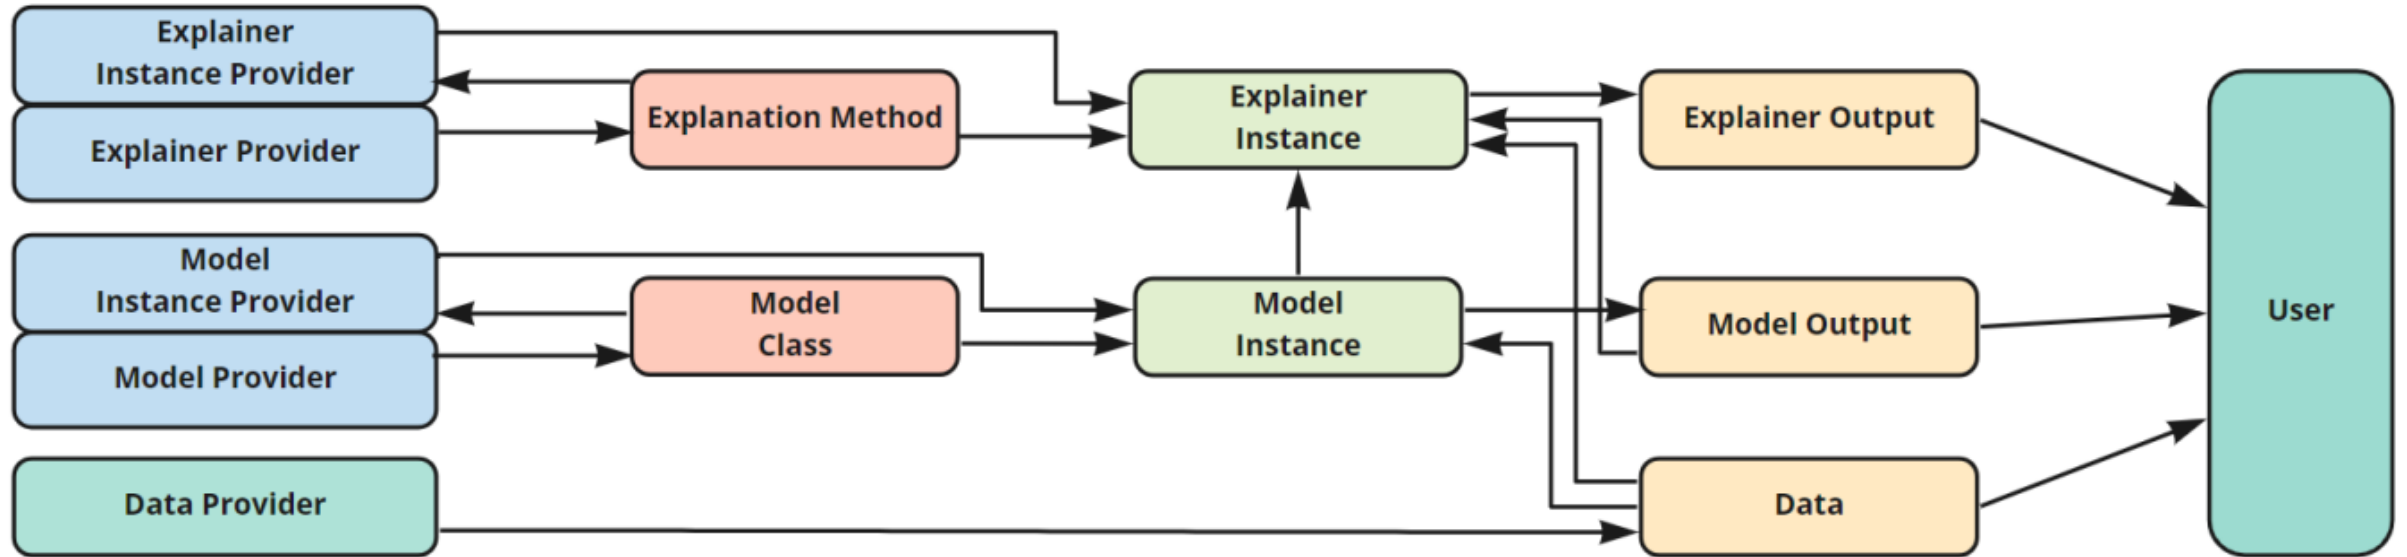 Explainer
Instance Provider
Explainer Provider
Explanation Method
Explainer
Instance
Explainer Output
Model
Instance Provider
Model Provider
Model
Class
Model
Instance
Model Output
User
Data Provider
Data